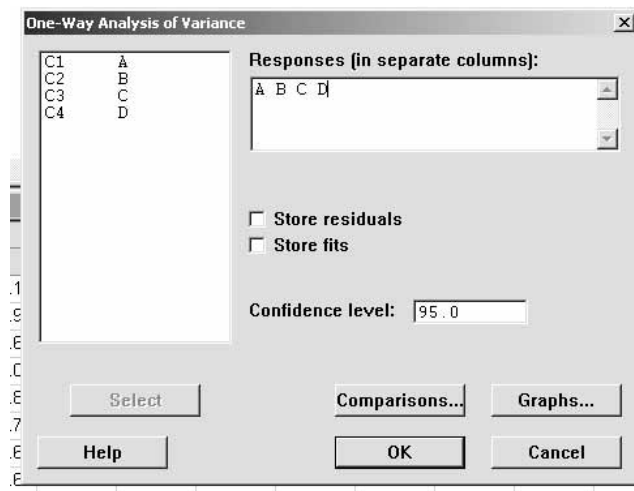 One-Way Analysis of Variance
C1 A
C2 B
C3 C
C4 D
Responses (in separate columns):
A B C D
Store residuals
Store fits
Confidence level: 95.0
Select
Comparisons...
Graphs...
Help
OK
Cancel